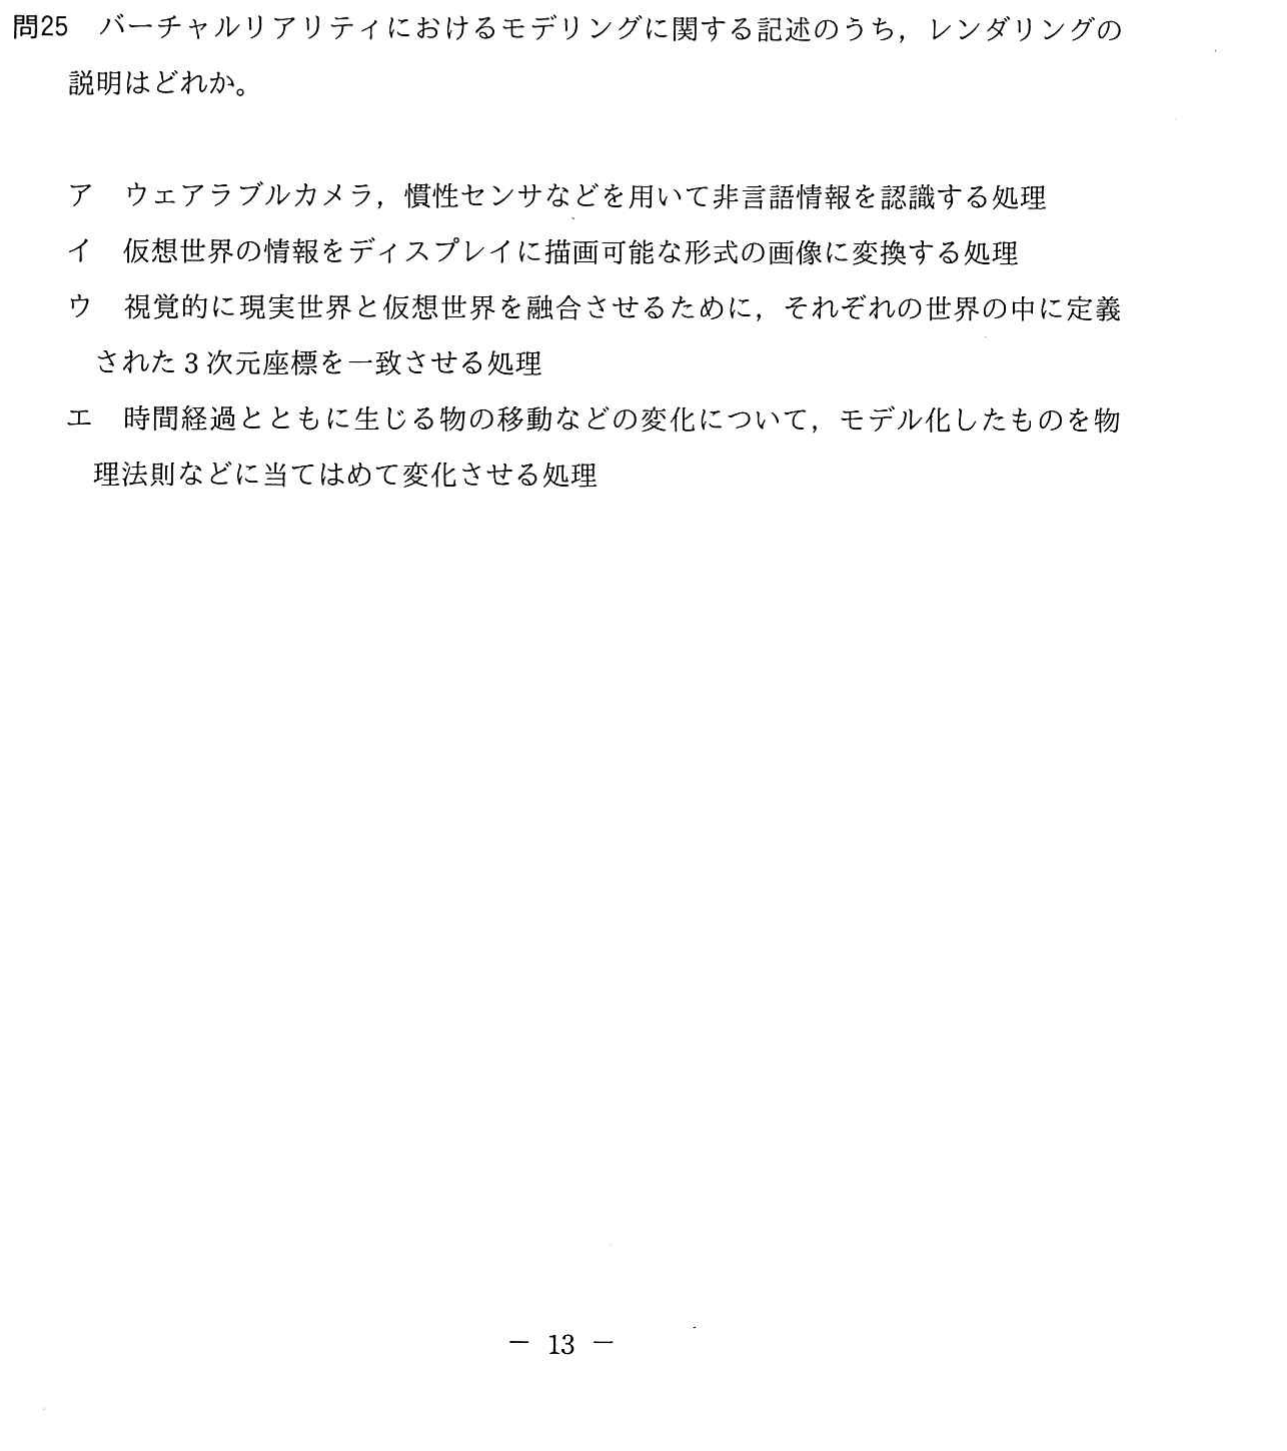 問25 バーチャルリアリティにおけるモデリングに関する記述のうち，レンダリングの
説明はどれか。
ア ウェアラブルカメラ，慣性センサなどを用いて非言語情報を認識する処理
イ 仮想世界の情報をディスプレイに描画可能な形式の画像に変換する処理
ウ 視覚的に現実世界と仮想世界を融合させるために，それぞれの世界の中に定義
された3次元座標を一致させる処理
エ 時間経過とともに生じる物の移動などの変化について，モデル化したものを物
理法則などに当てはめて変化させる処理
－ 13 －